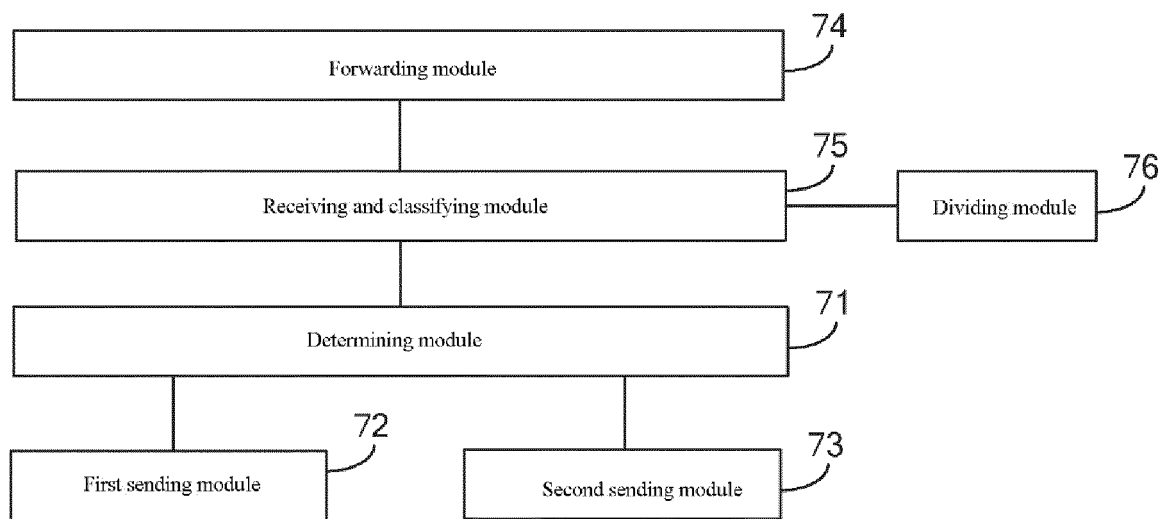 74
Forwarding module
75
76
Receiving and classifying module
Dividing module
71
Determining module
72
73
First sending module
Second sending module